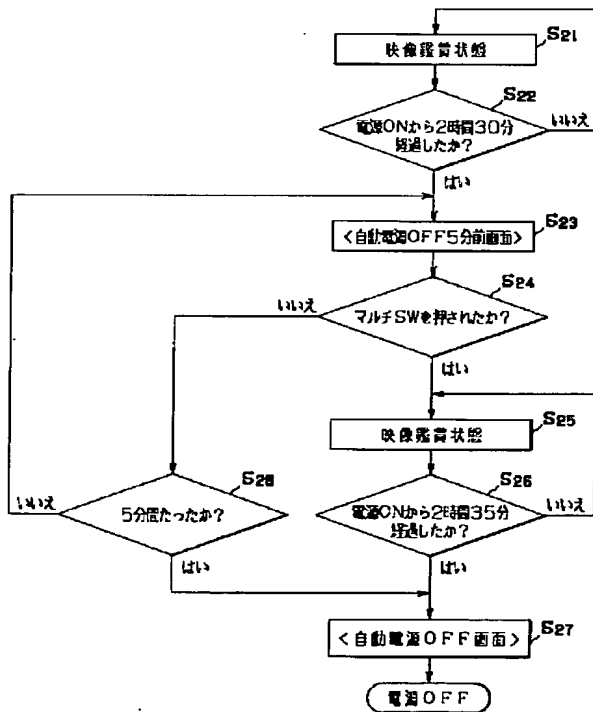 S21
映像鑑賞状態
S22
電源ONから2時間30分
経過したか?
いいえ
はい
S23
<自動電源OFF5分前画面>
S24
いいえ
マルチSWを押されたか?
はい
S25
映像鑑賞状態
S28
いいえ
5分間たったか?
はい
S26
電源ONから2時間35分
経過したか?
いいえ
はい
S27
<自動電源OFF画面>
電源OFF